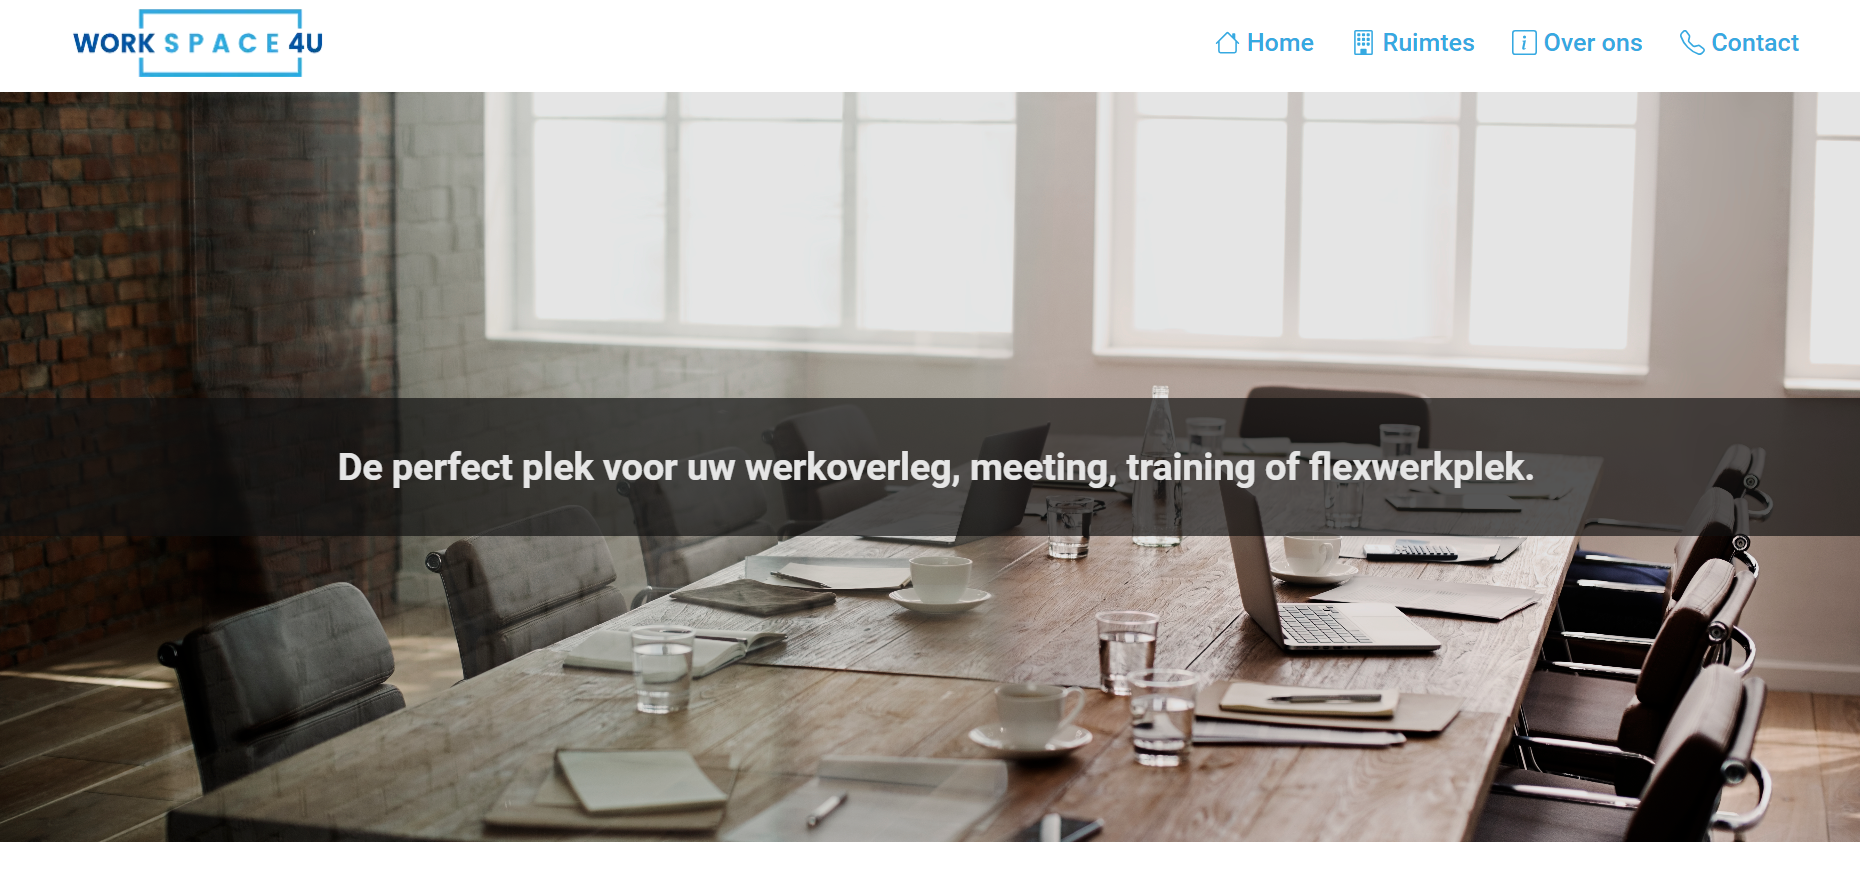 WORK SPACE 4U
Home Ruimtes Over ons Contact
De perfect plek voor uw werkoverleg, meeting, training of flexwerkplek.